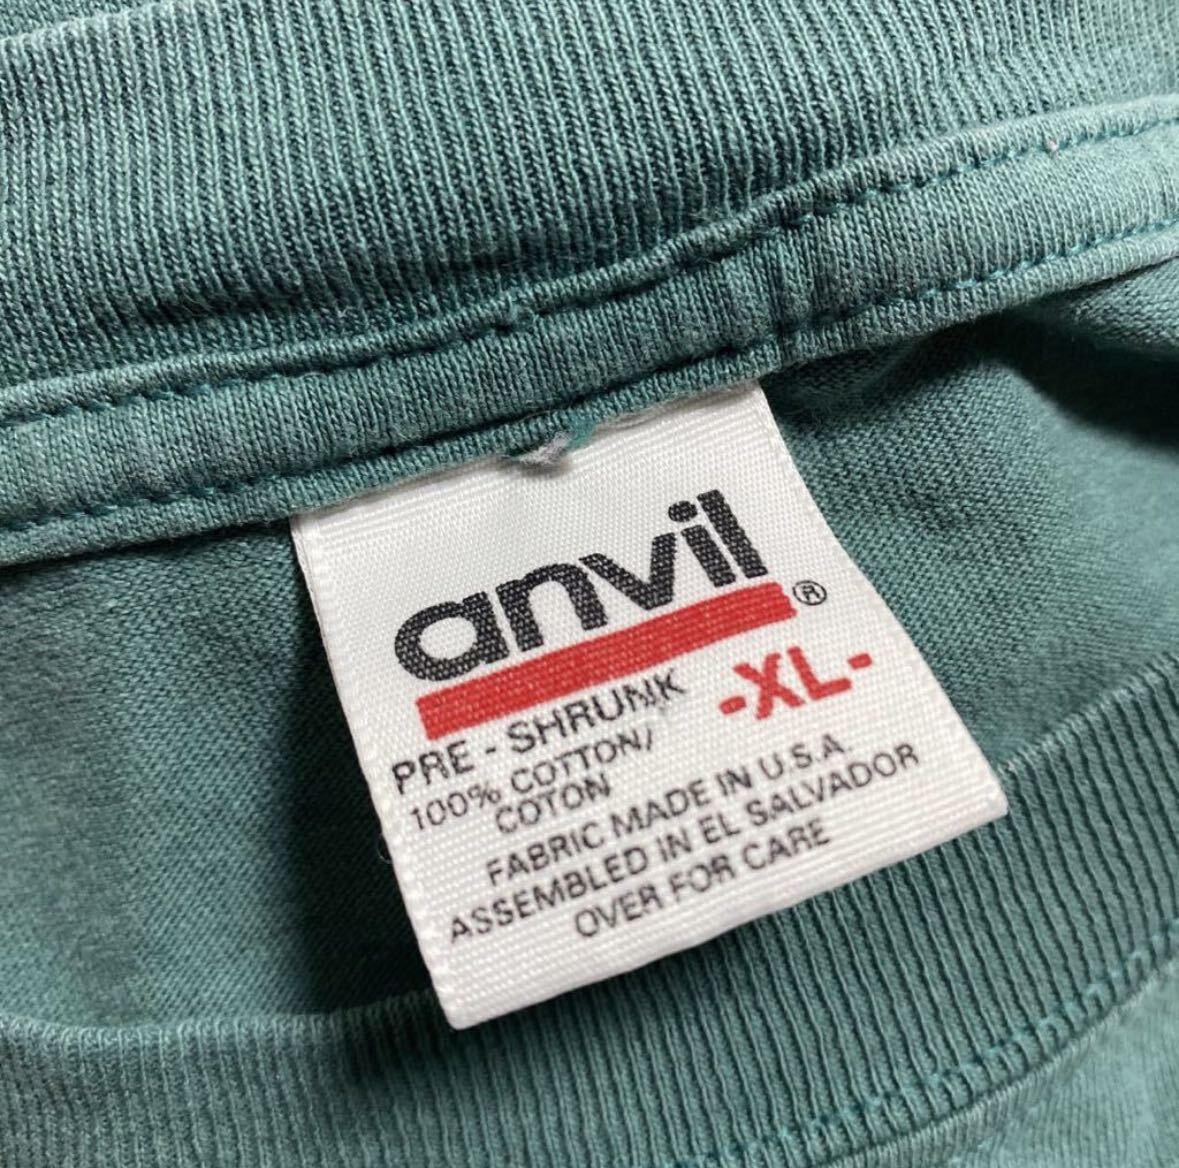 anvil®
-XL-
PRE - SHRUNK
100% COTTON/
COTON
FABRIC MADE IN U.S.A
ASSEMBLED IN EL SALVADOR
OVER FOR CARE